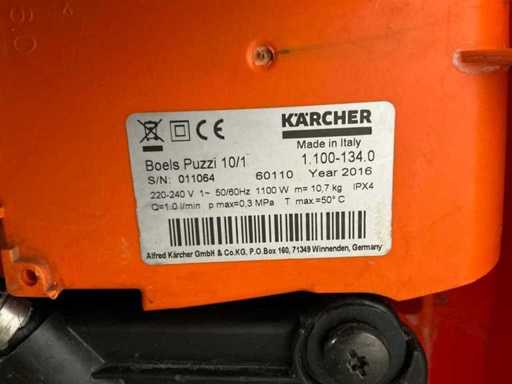 KÄRCHER
Made in Italy
Boels Puzzi 10/1 1.100-134.0
S/N: 011064 60110 Year 2016
220-240 V 1~ 50/60Hz 1100 W m= 10,7 kg IPX4
Q=1.0 l/min p max=0,3 MPa T max.=50° C
Alfred Kärcher GmbH & Co.KG, P.O.Box 160, 71349 Winnenden, Germany